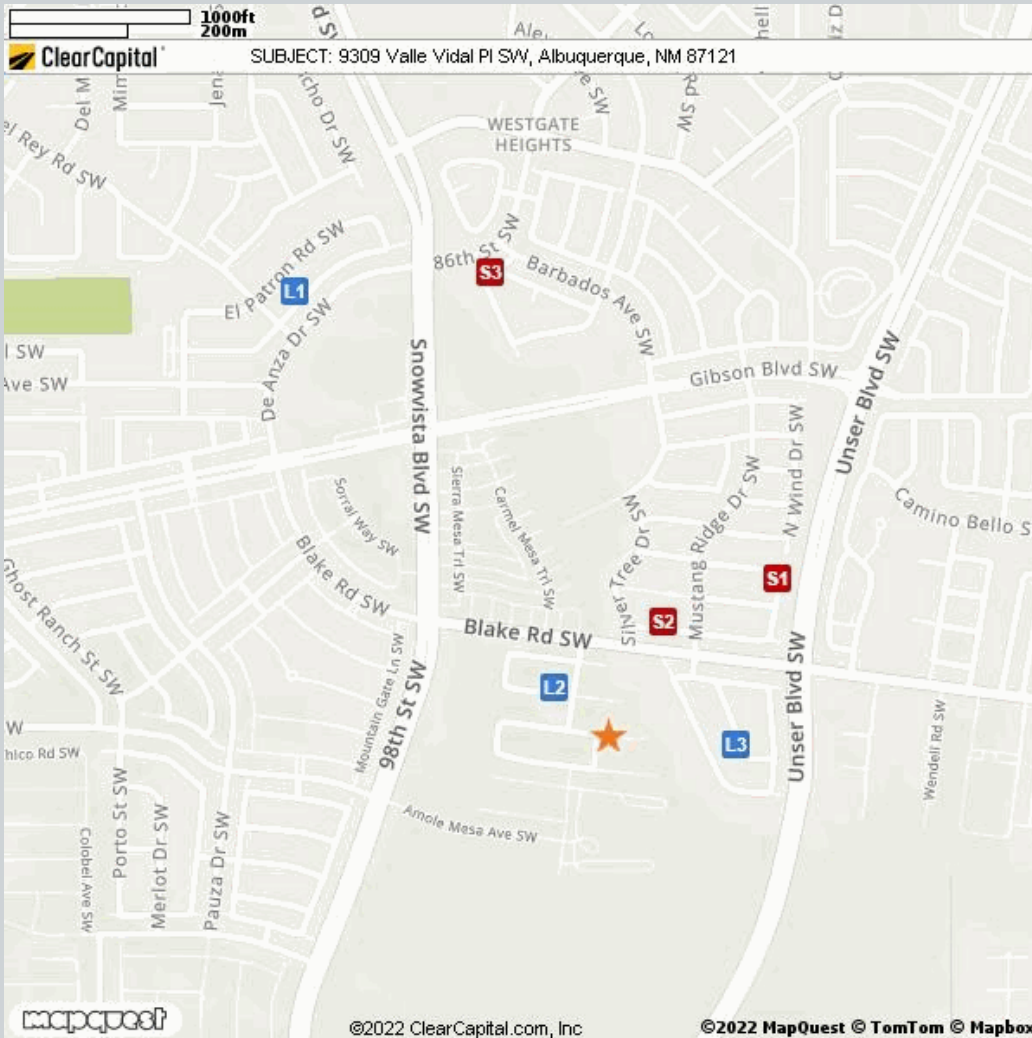 1000ft
200m
ClearCapital
SUBJECT: 9309 Valle Vidal Pl SW, Albuquerque, NM 87121
WESTGATE
HEIGHTS
El Patron Rd SW
86th St SW
Barbados Ave SW
L1
S3
De Anza Dr SW
Snowvista Blvd SW
Gibson Blvd SW
Unser Blvd SW
Ave SW
Sorral Way SW
Sierra Mesa Trl SW
Carmel Mesa Trl SW
Silver Tree Dr SW
Mustang Ridge Dr SW
N Wind Dr SW
Camino Bello S
Ghost Ranch St SW
Blake Rd SW
Blake Rd SW
S1
S2
L2
L3
Mountain Gate Ln SW
98th St SW
Unser Blvd SW
Wendell Rd SW
Amole Mesa Ave SW
Colobel Ave SW
Porto St SW
Merlot Dr SW
Pauza Dr SW
mapquest
©2022 ClearCapital.com, Inc
©2022 MapQuest © TomTom © Mapbox